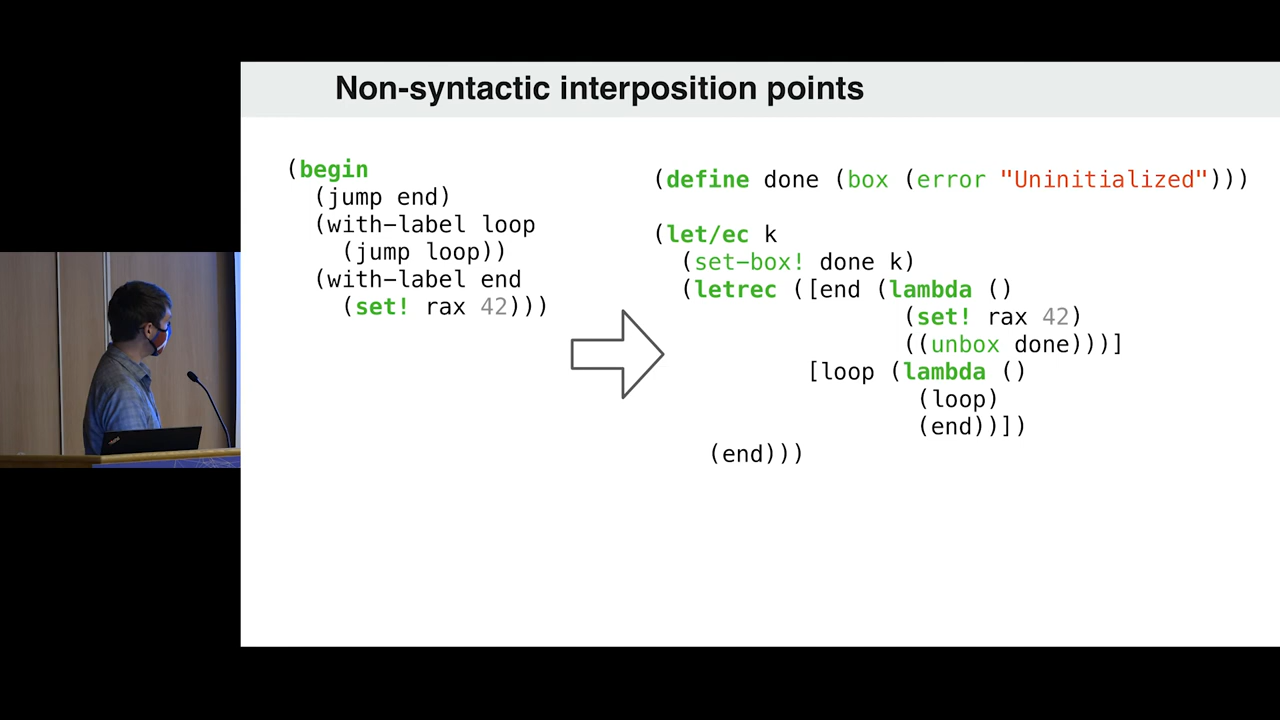 Non-syntactic interposition points
(begin
(jump end)
(with-label loop
(jump loop))
(with-label end
(set! rax 42)))
(define done (box (error "Uninitialized")))
(let/ec k
(set-box! done k)
(letrec ([end (lambda ()
(set! rax 42)
((unbox done)))]
[loop (lambda ()
(loop)
(end))])
(end)))